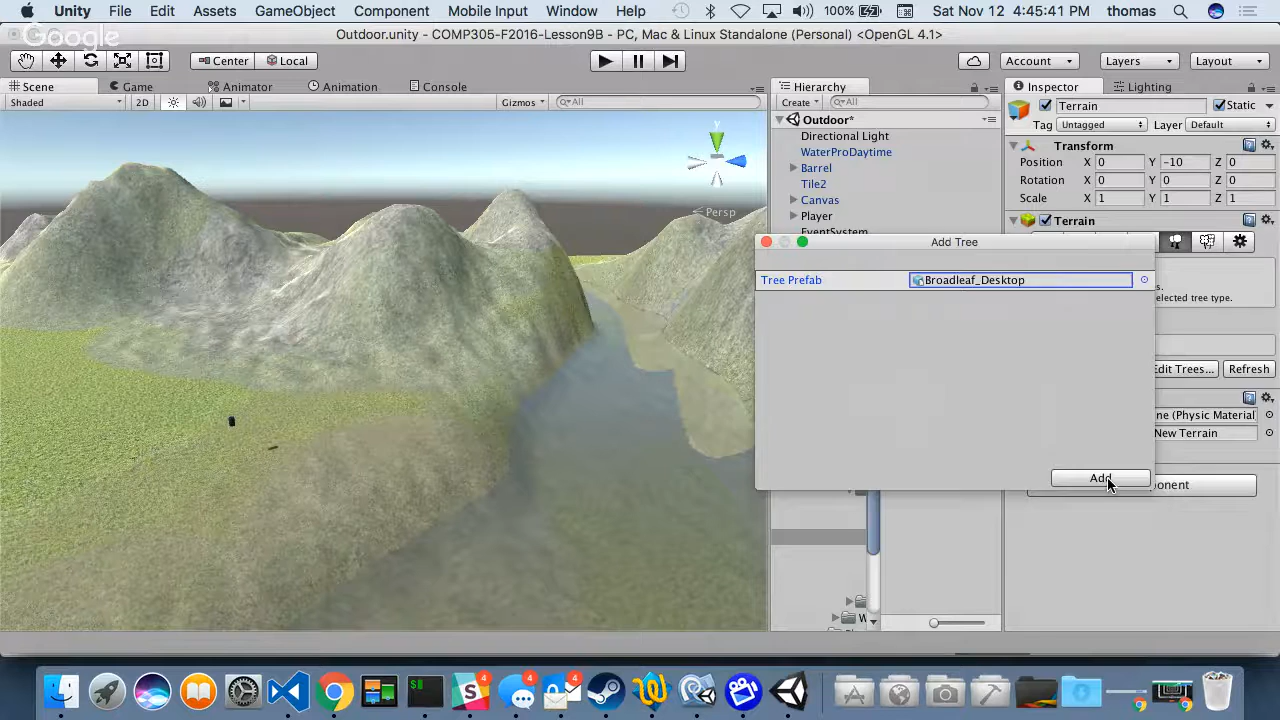 Unity File Edit Assets GameObject Component Mobile Input Window Help 100% Sat Nov 12 4:45:41 PM thomas
Google
Outdoor.unity - COMP305-F2016-Lesson9B - PC, Mac & Linux Standalone (Personal) <OpenGL 4.1>
Center Local Account Layers Layout
Scene Game Animator Animation Console Hierarchy Inspector Lighting
Shaded 2D Gizmos All Create All Terrain Static
Outdoor* Tag Untagged Layer Default
Directional Light Transform
WaterProDaytime Position X 0 Y -10 Z 0
Barrel Rotation X 0 Y 0 Z 0
Tile2 Scale X 1 Y 1 Z 1
Canvas
Player Terrain
EventSystem
y
Persp
Add Tree
Tree Prefab Broadleaf_Desktop
s.
elected tree type.
Edit Trees... Refresh
ne (Physic Material
New Terrain
Add
onent
W
4 4 4